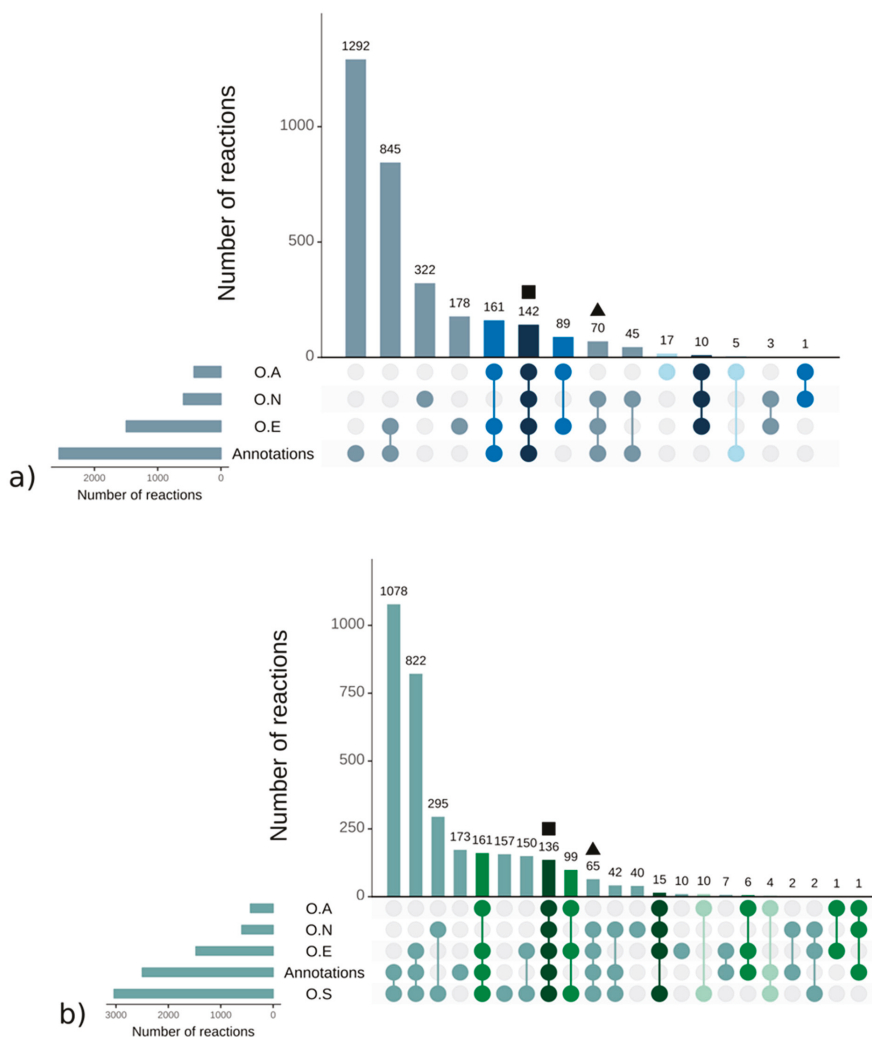 Number of reactions
1292
845
322
178
161
142
89
70
45
17
10
5
3
1
1000
500
0
O.A
O.N
O.E
Annotations
2000 1000 0
Number of reactions
a)
Number of reactions
1078
822
295
173
161
157
150
136
99
65
42
40
15
10
10
7
6
4
2
2
1
1
1000
750
500
250
0
O.A
O.N
O.E
Annotations
O.S
3000 2000 1000 0
Number of reactions
b)